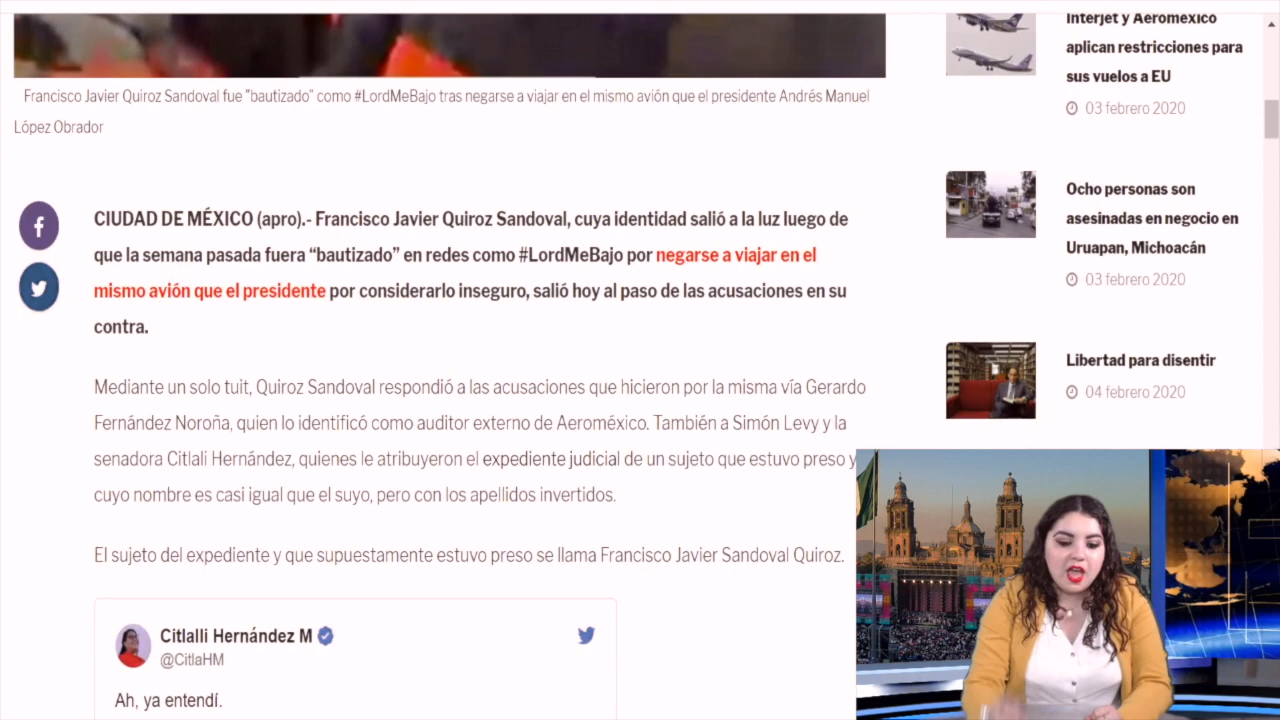 Francisco Javier Quiroz Sandoval fue "bautizado" como #LordMeBajo tras negarse a viajar en el mismo avión que el presidente Andrés Manuel
López Obrador
CIUDAD DE MÉXICO (apro).- Francisco Javier Quiroz Sandoval, cuya identidad salió a la luz luego de
que la semana pasada fuera “bautizado” en redes como #LordMeBajo por negarse a viajar en el
mismo avión que el presidente por considerarlo inseguro, salió hoy al paso de las acusaciones en su
contra.
Mediante un solo tuit, Quiroz Sandoval respondió a las acusaciones que hicieron por la misma vía Gerardo
Fernández Noroña, quien lo identificó como auditor externo de Aeroméxico. También a Simón Levy y la
senadora Citlali Hernández, quienes le atribuyeron el expediente judicial de un sujeto que estuvo preso y
cuyo nombre es casi igual que el suyo, pero con los apellidos invertidos.
El sujeto del expediente y que supuestamente estuvo preso se llama Francisco Javier Sandoval Quiroz.
Citlalli Hernández M
@CitlaHM
Ah, ya entendí.
Interjet y Aeroméxico
aplican restricciones para
sus vuelos a EU
03 febrero 2020
Ocho personas son
asesinadas en negocio en
Uruapan, Michoacán
03 febrero 2020
Libertad para disentir
04 febrero 2020